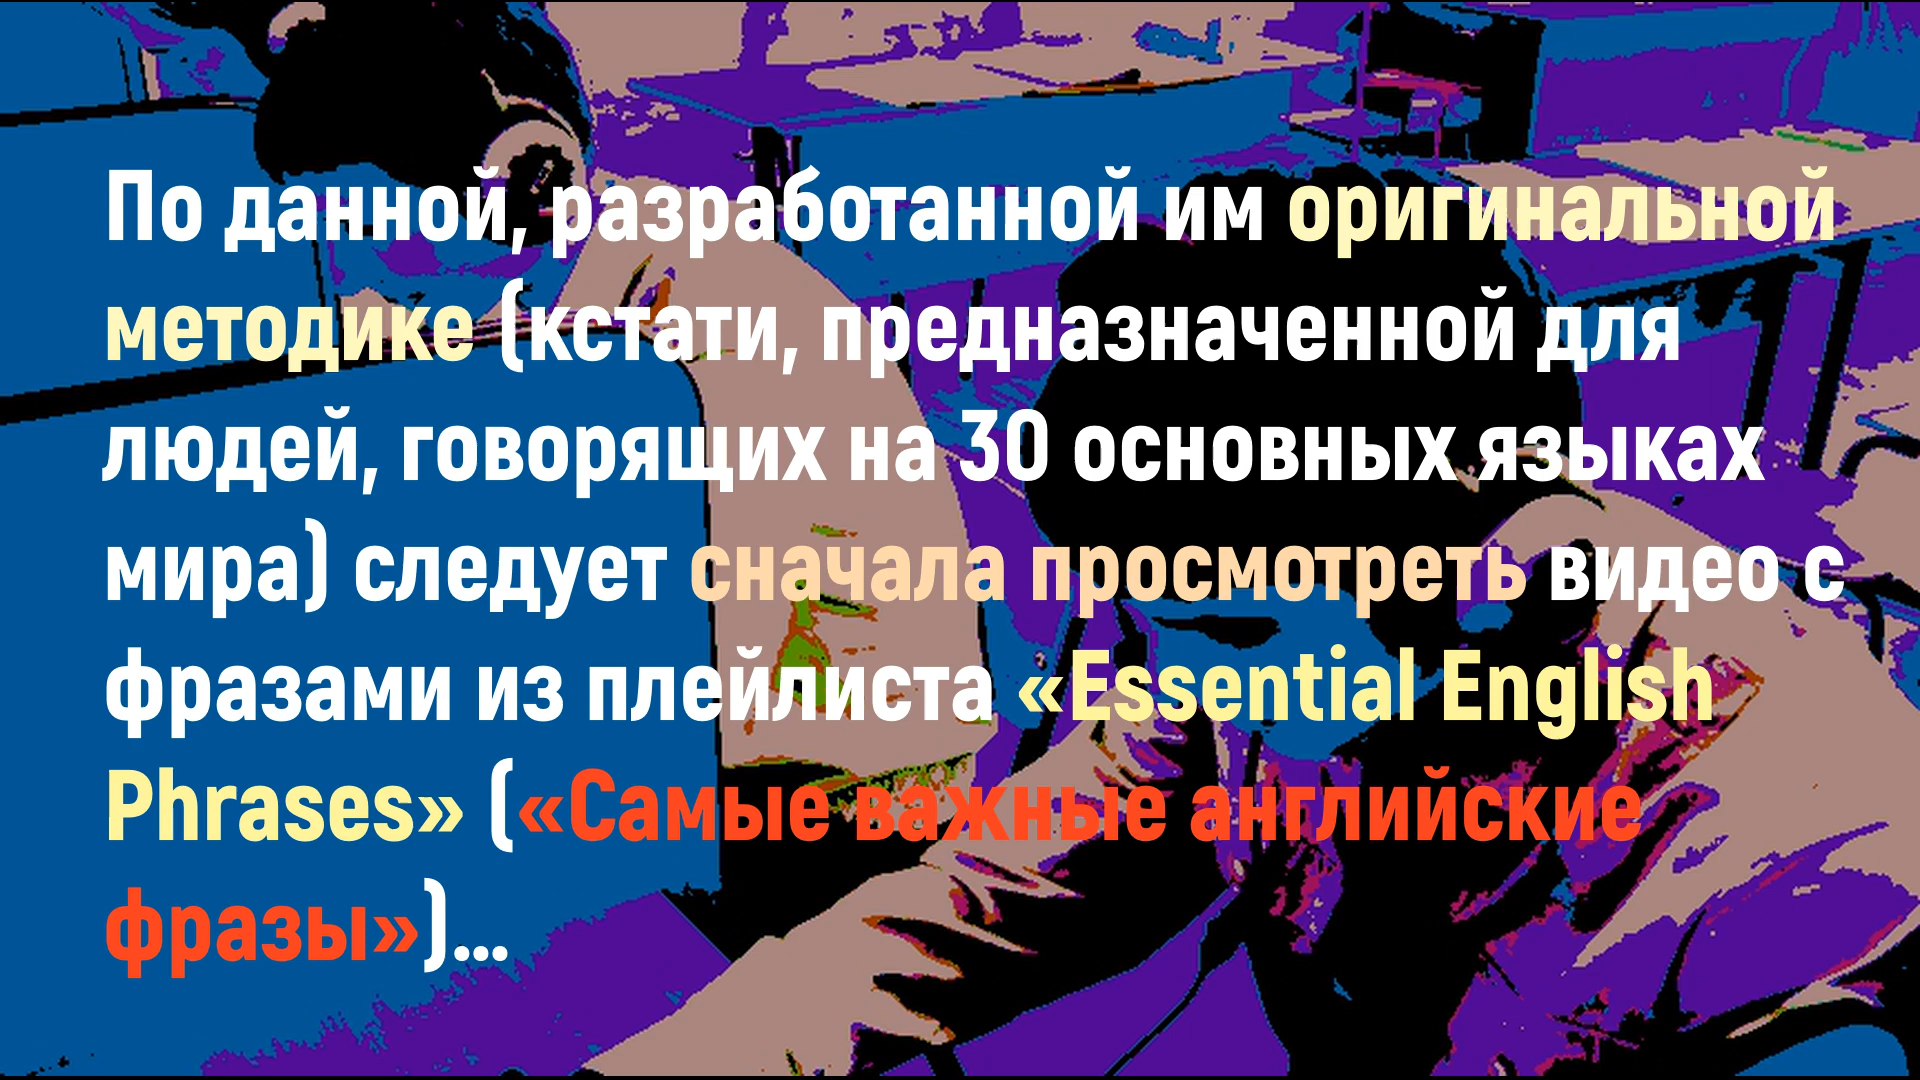 По данной, разработанной им оригинальной
методике (кстати, предназначенной для
людей, говорящих на 30 основных языках
мира) следует сначала просмотреть видео с
фразами из плейлиста «Essential English
Phrases» («Самые важные английские
фразы»)...